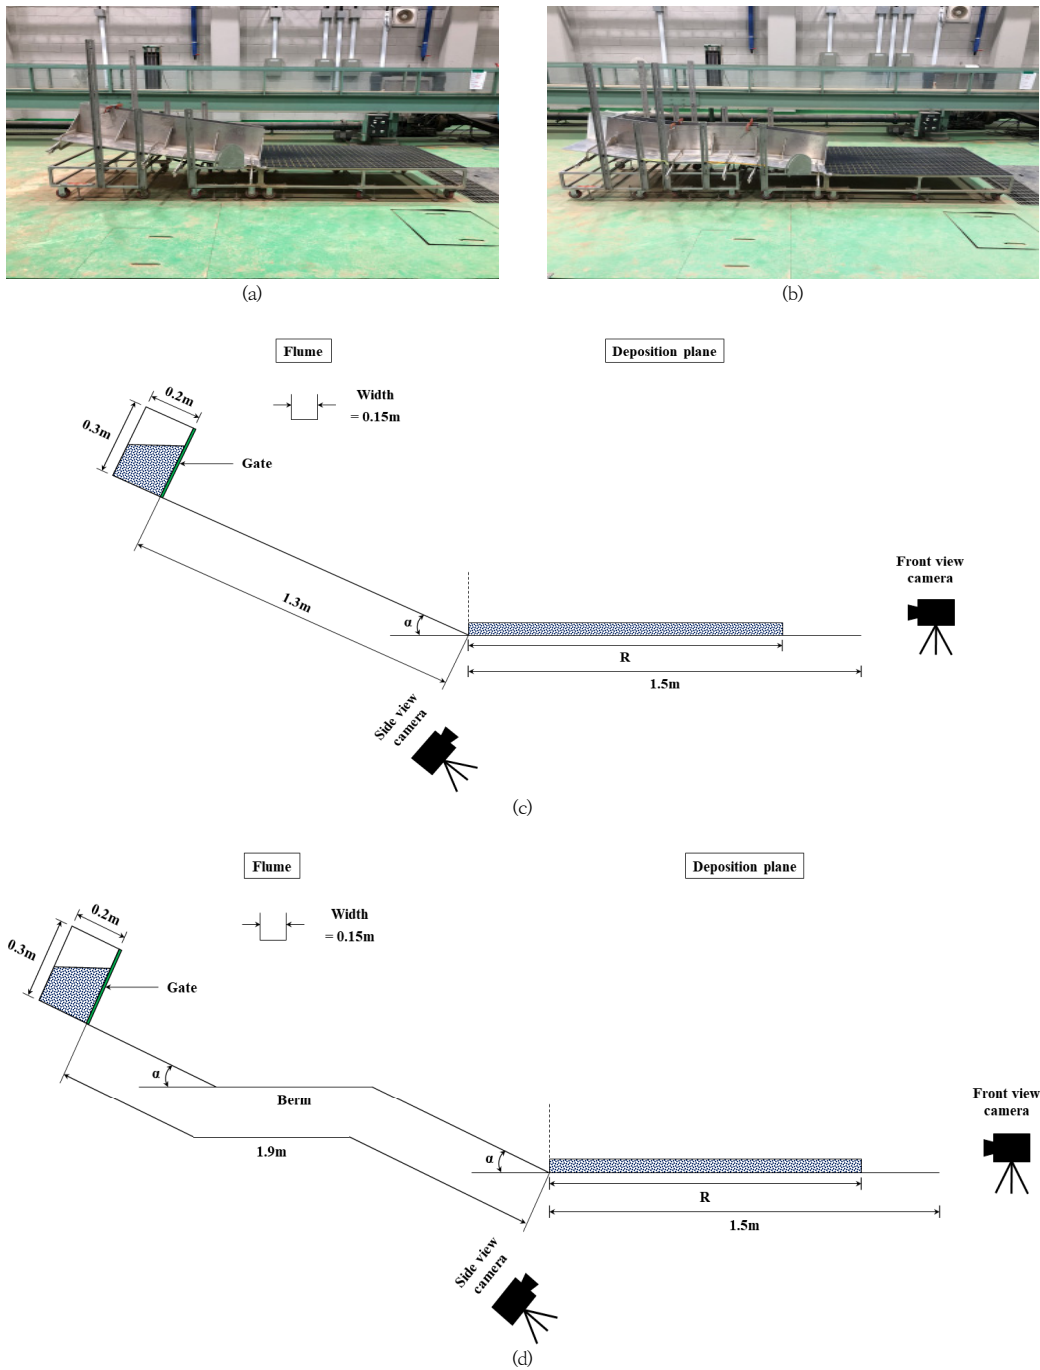 (a)
(b)
Flume
Deposition plane
0.2m
Width
= 0.15m
0.3m
Gate
Front view
camera
1.3m
α
R
1.5m
Side view
camera
(c)
Flume
Deposition plane
0.2m
Width
= 0.15m
0.3m
Gate
α
Berm
Front view
camera
1.9m
α
R
1.5m
Side view
camera
(d)